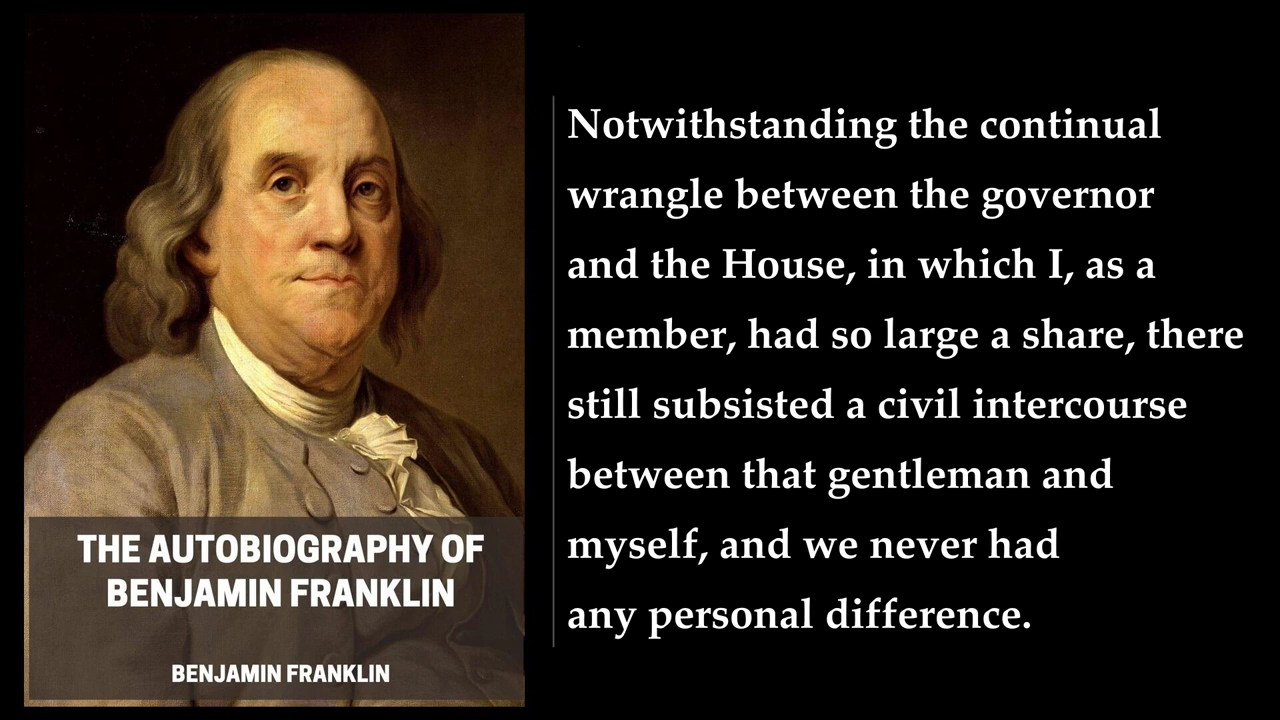 THE AUTOBIOGRAPHY OF
BENJAMIN FRANKLIN
BENJAMIN FRANKLIN
Notwithstanding the continual
wrangle between the governor
and the House, in which I, as a
member, had so large a share, there
still subsisted a civil intercourse
between that gentleman and
myself, and we never had
any personal difference.